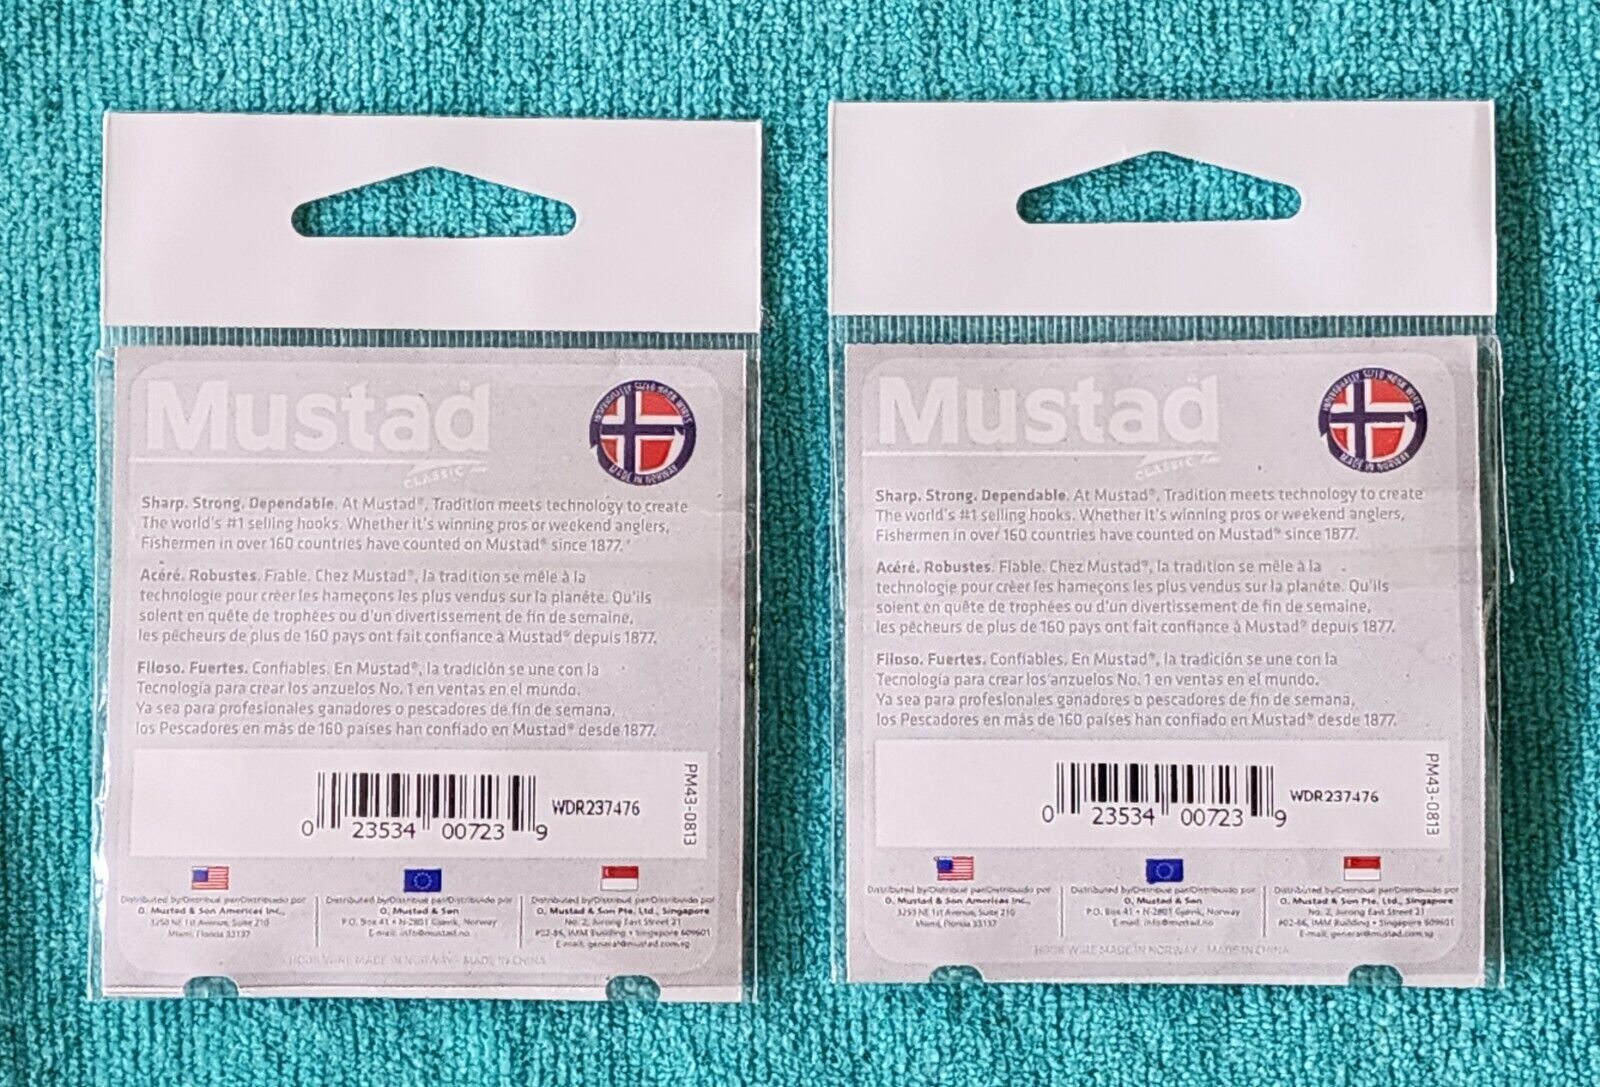 Mustad
CLASSIC line
INDIVIDUALLY SIZED HOOK WIRES
MADE IN NORWAY
Sharp. Strong. Dependable. At Mustad®, Tradition meets technology to create
The world's #1 selling hooks. Whether it's winning pros or weekend anglers,
Fishermen in over 160 countries have counted on Mustad® since 1877.
Acéré. Robustes. Fiable. Chez Mustad®, la tradition se mêle à la
technologie pour créer les hameçons les plus vendus sur la planéte. Qu'ils
soient en quête de trophées ou d'un divertissement de fin de semaine,
les pêcheurs de plus de 160 pays ont fait confiance à Mustad® depuis 1877.
Filoso. Fuertes. Confiables. En Mustad®, la tradición se une con la
Tecnología para crear los anzuelos No. 1 en ventas en el mundo.
Ya sea para profesionales ganadores o pescadores de fin de semana,
los Pescadores en más de 160 países han confiado en Mustad® desde 1877.
0 23534 00723 9
WDR237476
PM43-0813
Distributed by/Distribué par/Distribuido por
O. Mustad & Son Americas Inc.,
3250 NE 1st Avenue, Suite 210
Miami, Florida 33137
Distributed by/Distribué par/Distribuido por
O. Mustad & Son
P.O. Box 41 • N-2801 Gjøvik, Norway
E-mail: info@mustad.no
Distributed by/Distribué par/Distribuido por
O. Mustad & Son Pte. Ltd., Singapore
No. 2, Jurong East Street 21
#02-86, IMM Building • Singapore 609601
E-mail: general@mustad.com.sg
HOOK WIRE MADE IN NORWAY - MADE IN CHINA
Mustad
CLASSIC line
INDIVIDUALLY SIZED HOOK WIRES
MADE IN NORWAY
Sharp. Strong. Dependable. At Mustad®, Tradition meets technology to create
The world's #1 selling hooks. Whether it's winning pros or weekend anglers,
Fishermen in over 160 countries have counted on Mustad® since 1877.
Acéré. Robustes. Fiable. Chez Mustad®, la tradition se mêle à la
technologie pour créer les hameçons les plus vendus sur la planéte. Qu'ils
soient en quête de trophées ou d'un divertissement de fin de semaine,
les pêcheurs de plus de 160 pays ont fait confiance à Mustad® depuis 1877.
Filoso. Fuertes. Confiables. En Mustad®, la tradición se une con la
Tecnología para crear los anzuelos No. 1 en ventas en el mundo.
Ya sea para profesionales ganadores o pescadores de fin de semana,
los Pescadores en más de 160 países han confiado en Mustad® desde 1877.
0 23534 00723 9
WDR237476
PM43-0813
Distributed by/Distribué par/Distribuido por
O. Mustad & Son Americas Inc.,
3250 NE 1st Avenue, Suite 210
Miami, Florida 33137
Distributed by/Distribué par/Distribuido por
O. Mustad & Son
P.O. Box 41 • N-2801 Gjøvik, Norway
E-mail: info@mustad.no
Distributed by/Distribué par/Distribuido por
O. Mustad & Son Pte. Ltd., Singapore
No. 2, Jurong East Street 21
#02-86, IMM Building • Singapore 609601
E-mail: general@mustad.com.sg
HOOK WIRE MADE IN NORWAY - MADE IN CHINA